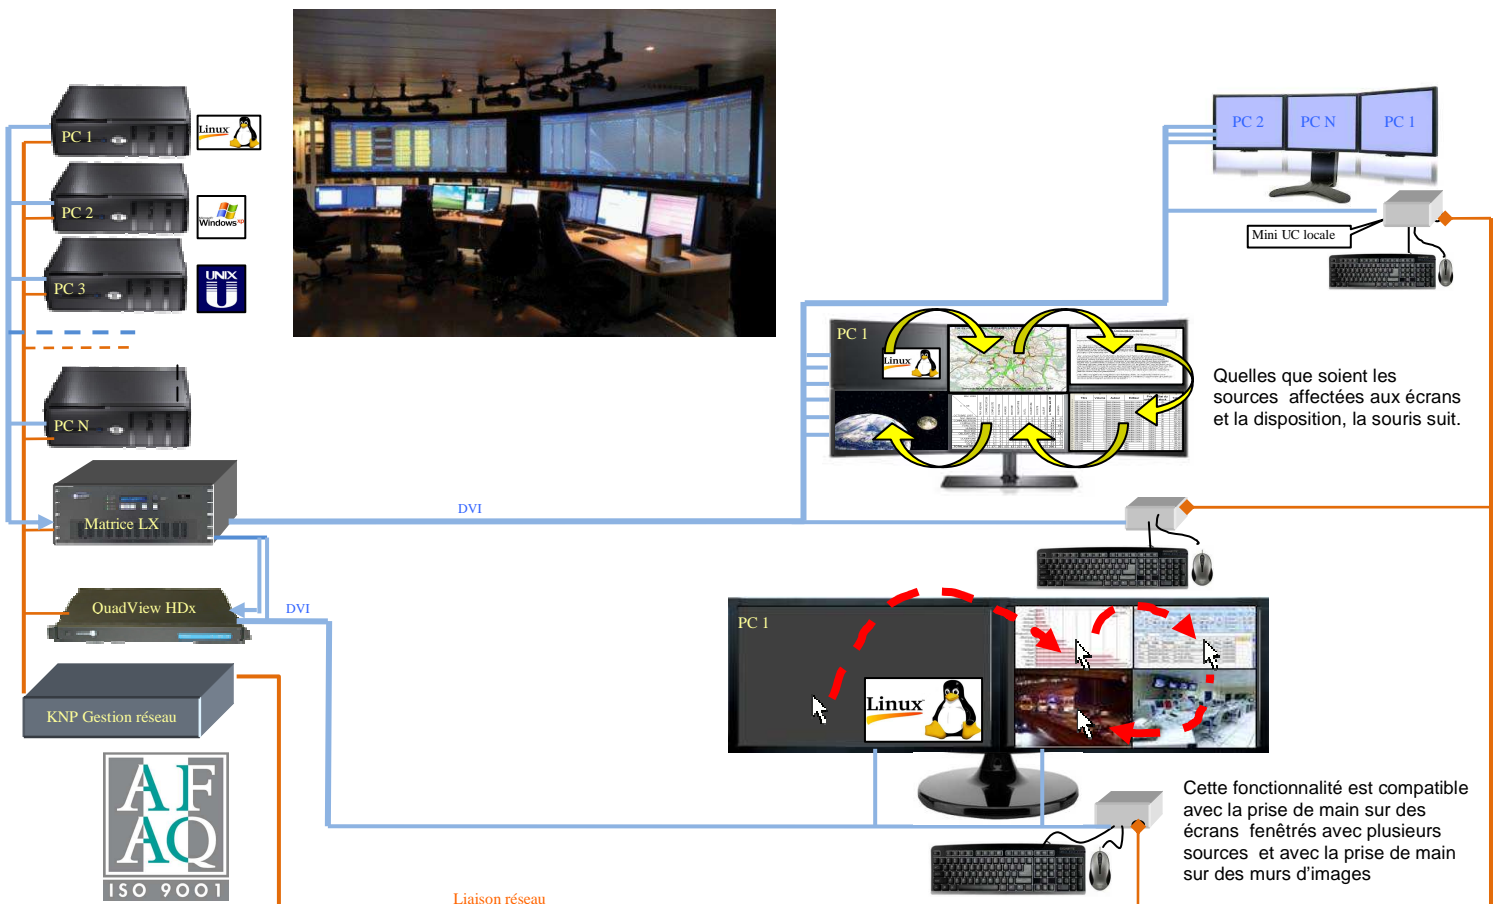 PC 1
Linux
PC 2
Microsoft
Windows xp
PC 3
UNIX
PC N
Matrice LX
QuadView HDx
KNP Gestion réseau
AFAQ
ISO 9001
DVI
DVI
Liaison réseau
PC 2
PC N
PC 1
Mini UC locale
PC 1
Linux
Quelles que soient les
sources affectées aux écrans
et la disposition, la souris suit.
PC 1
Linux
Cette fonctionnalité est compatible
avec la prise de main sur des
écrans fenêtrés avec plusieurs
sources et avec la prise de main
sur des murs d’images